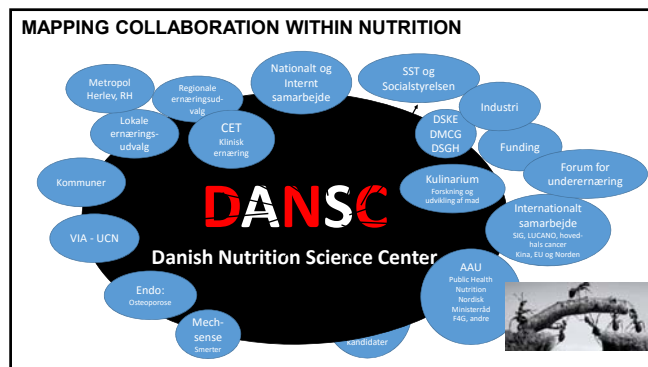 MAPPING COLLABORATION WITHIN NUTRITION
Nationalt og
Internt
samarbejde
SST og
Socialstyrelsen
Metropol
Herlev, RH
Regionale
ernæringsud-
valg
Industri
Lokale
ernærings-
udvalg
CET
Klinisk
ernæring
DSKE
DMCG
DSGH
Funding
Forum for
underernæring
Kommuner
Kulinarium
Forskning og
udvikling af mad
DANSC
Danish Nutrition Science Center
Internationalt
samarbejde
SIG, LUCANO, hoved-
hals cancer
Kina, EU og Norden
VIA - UCN
AAU
Public Health
Nutrition
Nordisk
Ministerråd
F4G, andre
Endo:
Osteoporose
Mech-
sense
Smerter
kandidater